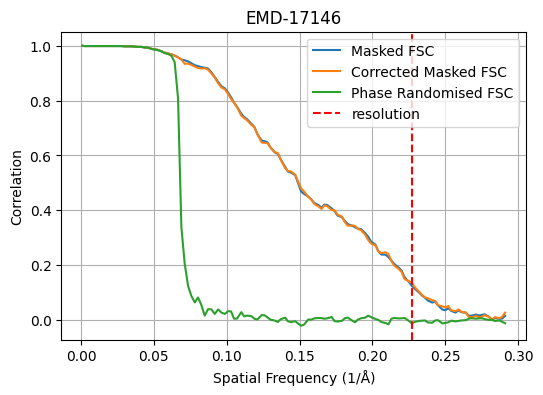 EMD-17146
Masked FSC
Corrected Masked FSC
Phase Randomised FSC
resolution
Correlation
1.0
0.8
0.6
0.4
0.2
0.0
0.00 0.05 0.10 0.15 0.20 0.25 0.30
Spatial Frequency (1/Å)